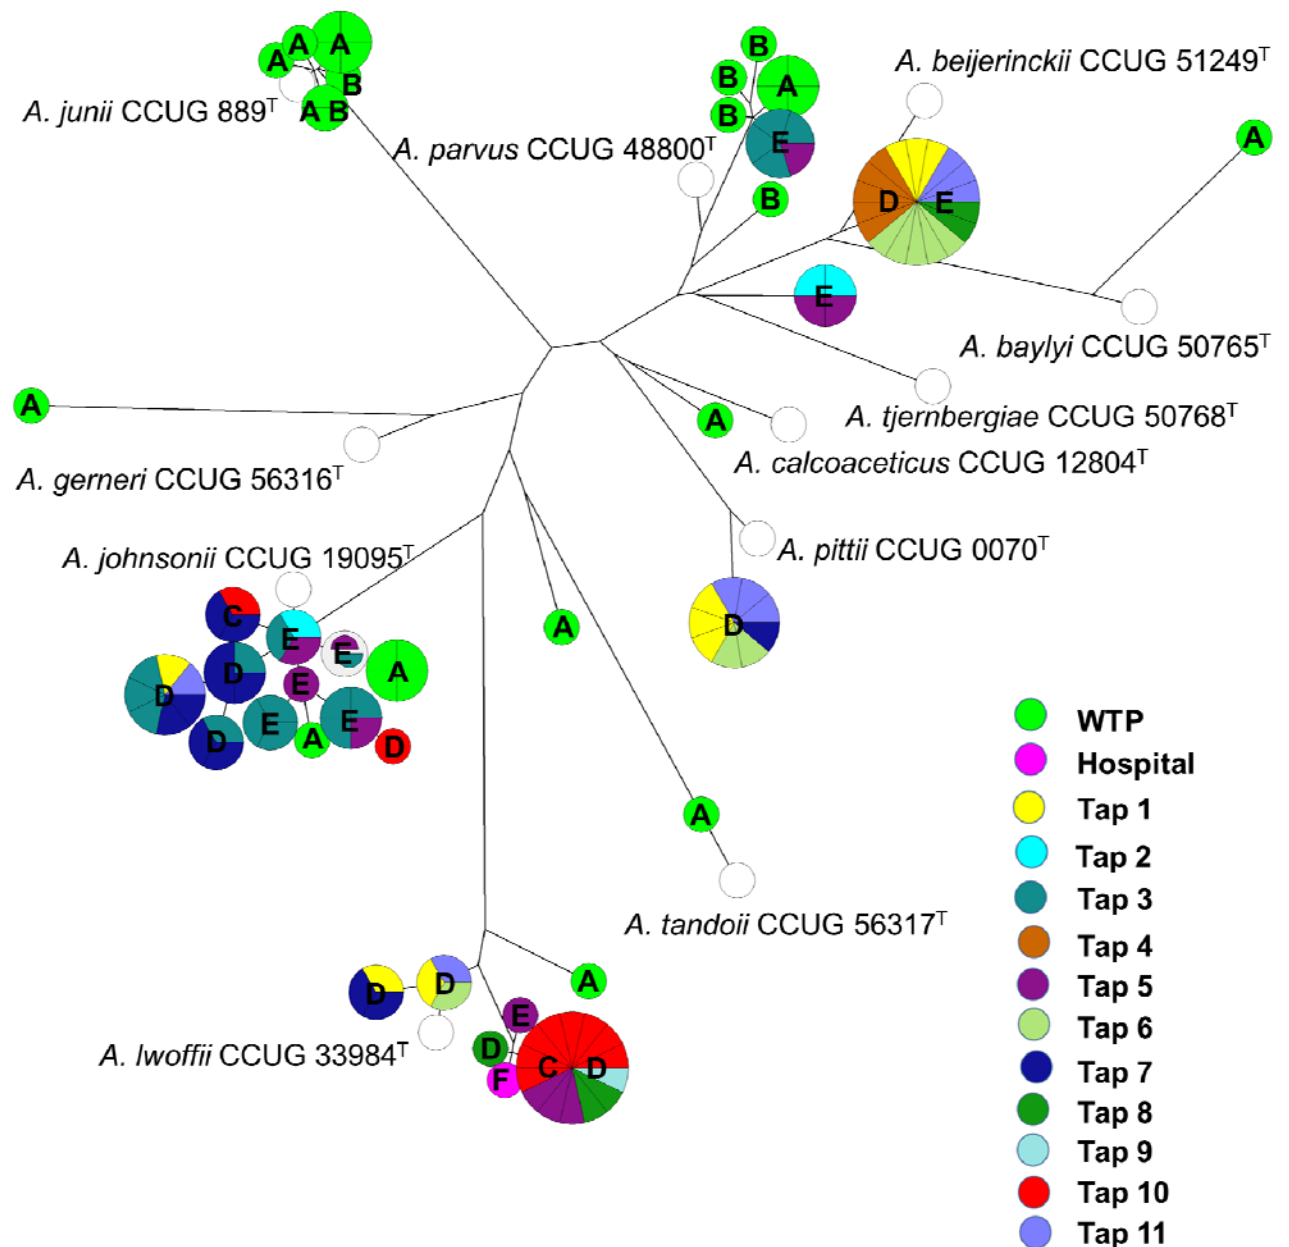 A A A
B
A. junii CCUG 889ᵀ
A B
B
B A
B
E
B
A. parvus CCUG 48800ᵀ
A. beijerinckii CCUG 51249ᵀ
A
D E
E
A. baylyi CCUG 50765ᵀ
A. tjernbergiae CCUG 50768ᵀ
A
A. calcoaceticus CCUG 12804ᵀ
A
A. gerneri CCUG 56316ᵀ
A. pittii CCUG 0070ᵀ
D
A. johnsonii CCUG 19095ᵀ
C E E A
D E
D
D E A E D
A
A
A. tandoii CCUG 56317ᵀ
D D A
A. lwoffii CCUG 33984ᵀ
E
D
F C D
WTP
Hospital
Tap 1
Tap 2
Tap 3
Tap 4
Tap 5
Tap 6
Tap 7
Tap 8
Tap 9
Tap 10
Tap 11